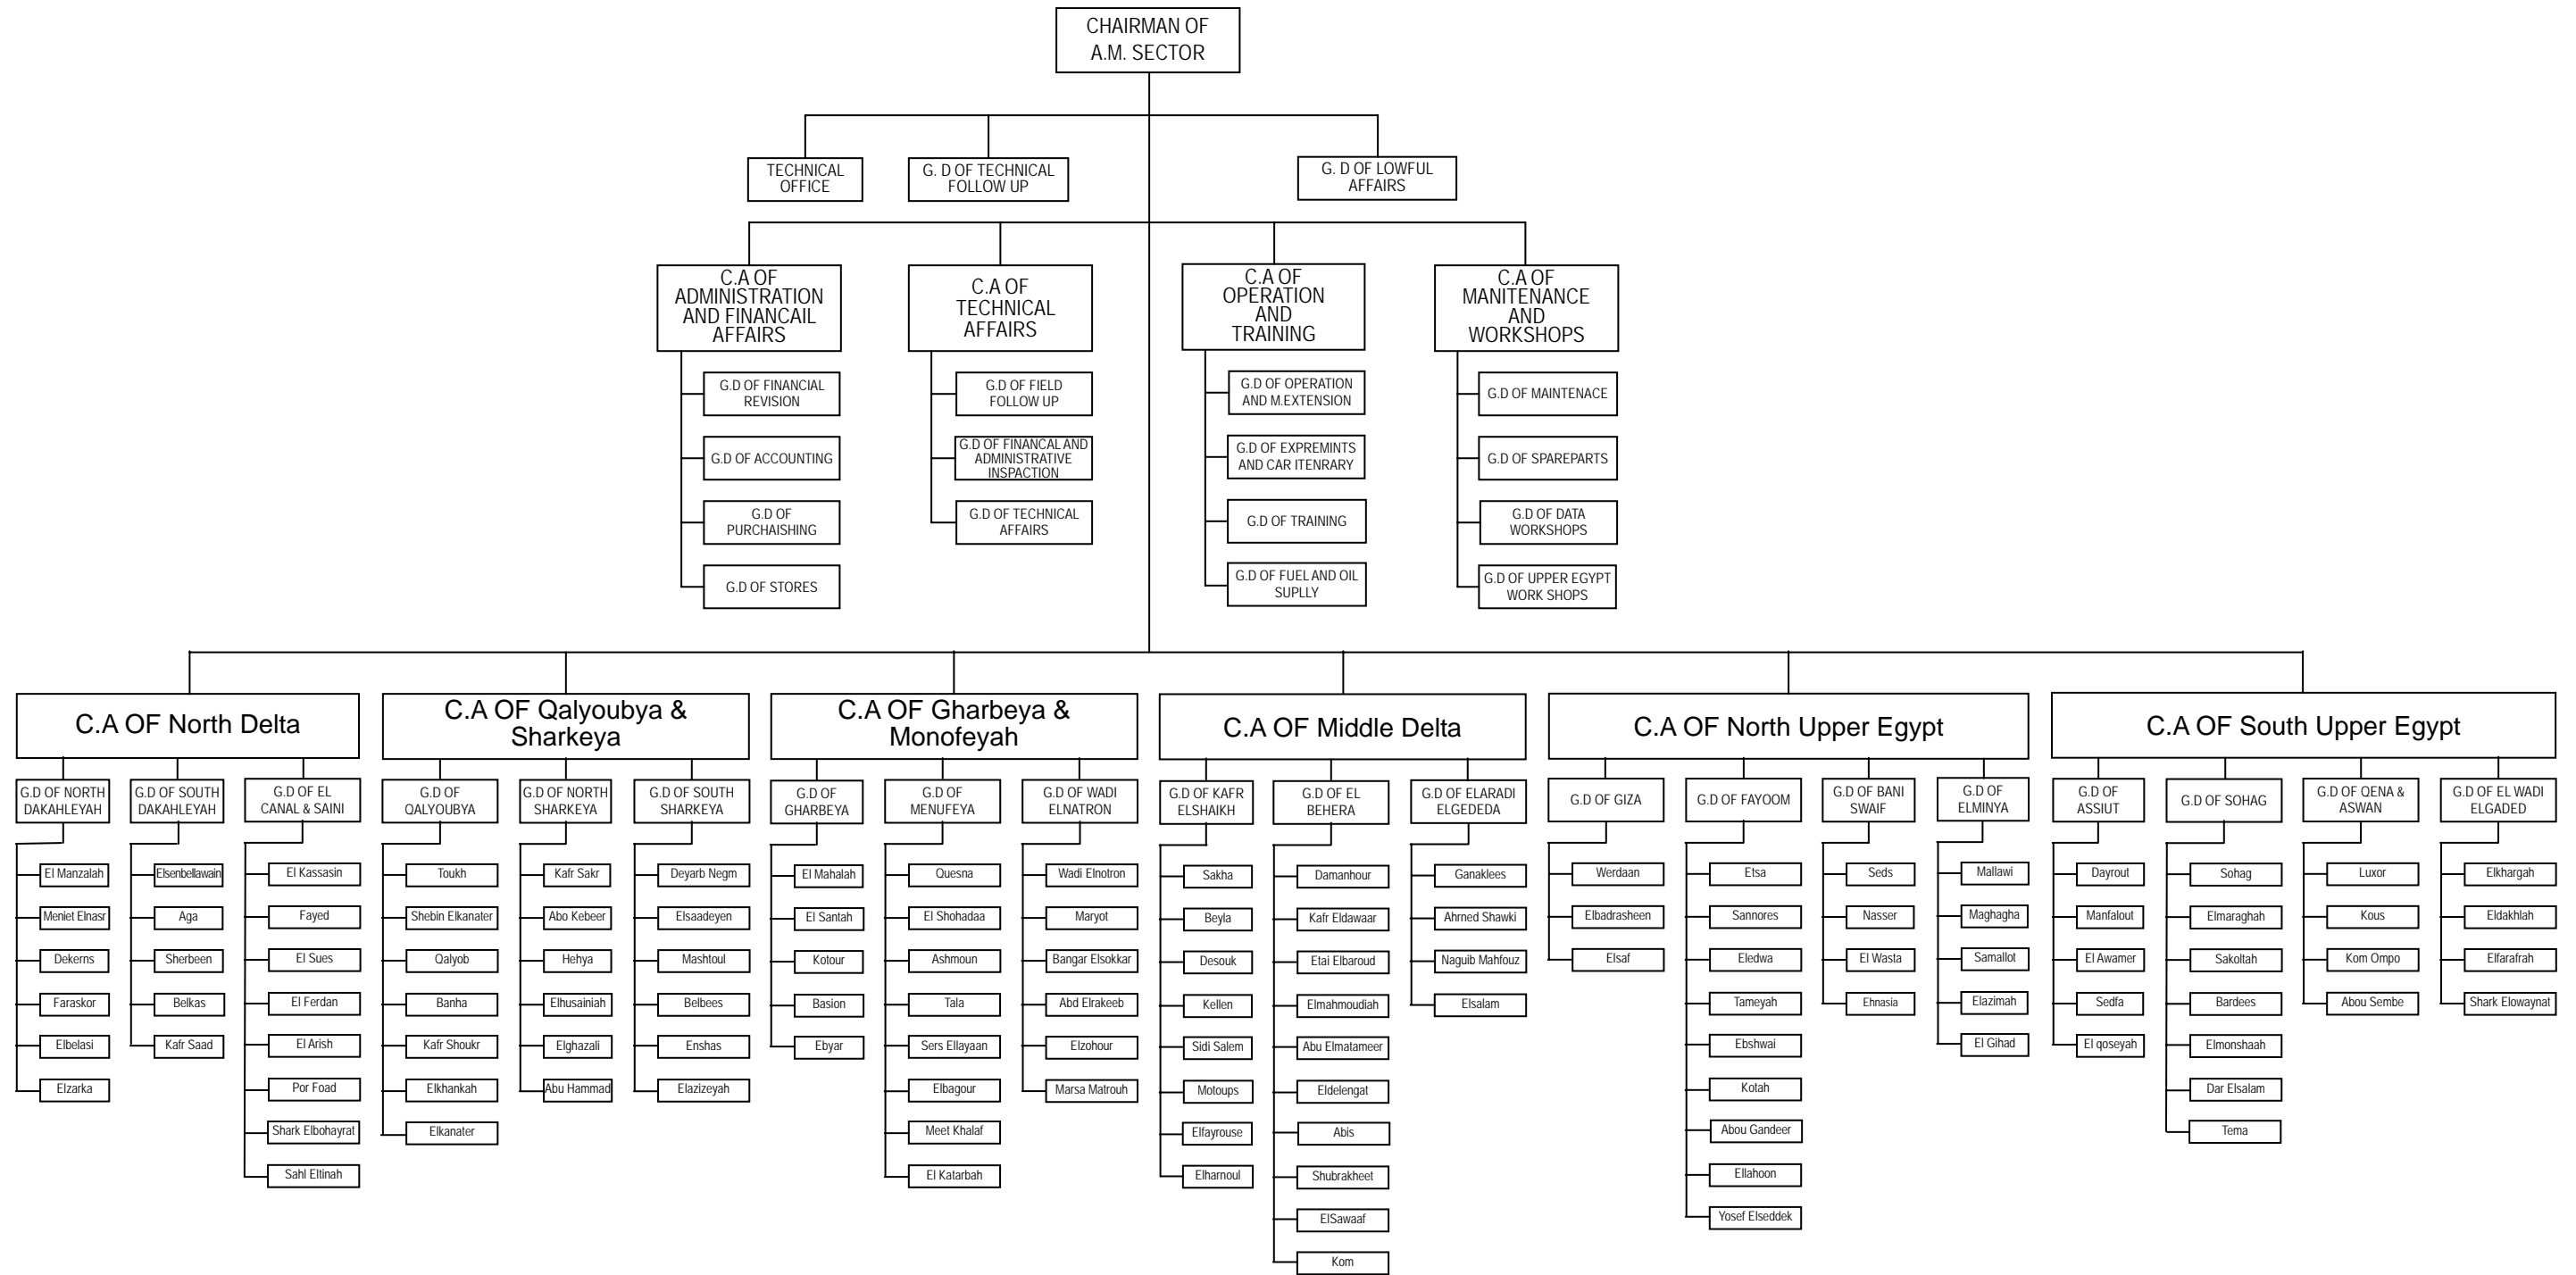 CHAIRMAN OF
A.M. SECTOR
TECHNICAL
OFFICE
G. D OF TECHNICAL
FOLLOW UP
G. D OF LOWFUL
AFFAIRS
C.A OF
ADMINISTRATION
AND FINANCAIL
AFFAIRS
C.A OF
TECHNICAL
AFFAIRS
C.A OF
OPERATION
AND
TRAINING
C.A OF
MANITENANCE
AND
WORKSHOPS
G.D OF FINANCIAL
REVISION
G.D OF ACCOUNTING
G.D OF
PURCHAISHING
G.D OF STORES
G.D OF FIELD
FOLLOW UP
G.D OF FINANCAL AND
ADMINISTRATIVE
INSPACTION
G.D OF TECHNICAL
AFFAIRS
G.D OF OPERATION
AND M.EXTENSION
G.D OF EXPREMINTS
AND CAR ITENRARY
G.D OF TRAINING
G.D OF FUEL AND OIL
SUPLLY
G.D OF MAINTENACE
G.D OF SPAREPARTS
G.D OF DATA
WORKSHOPS
G.D OF UPPER EGYPT
WORK SHOPS
C.A OF North Delta
G.D OF NORTH
DAKAHLEYAH
El Manzalah
Meniet Elnasr
Dekerns
Faraskor
Elbelasi
Elzarka
G.D OF SOUTH
DAKAHLEYAH
Elsenbellawain
Aga
Sherbeen
Belkas
Kafr Saad
G.D OF EL
CANAL & SAINI
El Kassasin
Fayed
El Sues
El Ferdan
El Arish
Por Foad
Shark Elbohayrat
Sahl Eltinah
C.A OF Qalyoubya &
Sharkeya
G.D OF
QALYOUBYA
Toukh
Shebin Elkanater
Qalyob
Banha
Kafr Shoukr
Elkhankah
Elkanater
G.D OF NORTH
SHARKEYA
Kafr Sakr
Abo Kebeer
Hehya
Elhusainiah
Elghazali
Abu Hammad
G.D OF SOUTH
SHARKEYA
Deyarb Negm
Elsaadeyen
Mashtoul
Belbees
Enshas
Elazizeyah
C.A OF Gharbeya &
Monofeyah
G.D OF
GHARBEYA
El Mahalah
El Santah
Kotour
Basion
Ebyar
G.D OF
MENUFEYA
Quesna
El Shohadaa
Ashmoun
Tala
Sers Ellayaan
Elbagour
Meet Khalaf
El Katarbah
G.D OF WADI
ELNATRON
Wadi Elnotron
Maryot
Bangar Elsokkar
Abd Elrakeeb
Elzohour
Marsa Matrouh
C.A OF Middle Delta
G.D OF KAFR
ELSHAIKH
Sakha
Beyla
Desouk
Kellen
Sidi Salem
Motoups
Elfayrouse
Elharnoul
G.D OF EL
BEHERA
Damanhour
Kafr Eldawaar
Etai Elbaroud
Elmahmoudiah
Abu Elmatameer
Eldelengat
Abis
Shubrakheet
ElSawaaf
Kom
G.D OF ELARADI
ELGEDEDA
Ganaklees
Ahrned Shawki
Naguib Mahfouz
Elsalam
C.A OF North Upper Egypt
G.D OF GIZA
Werdaan
Elbadrasheen
Elsaf
G.D OF FAYOOM
Etsa
Sannores
Eledwa
Tameyah
Ebshwai
Kotah
Abou Gandeer
Ellahoon
Yosef Elseddek
G.D OF BANI
SWAIF
Seds
Nasser
El Wasta
Ehnasia
G.D OF
ELMINYA
Mallawi
Maghagha
Samallot
Elazimah
El Gihad
C.A OF South Upper Egypt
G.D OF
ASSIUT
Dayrout
Manfalout
El Awamer
Sedfa
El qoseyah
G.D OF SOHAG
Sohag
Elmaraghah
Sakoltah
Bardees
Elmonshaah
Dar Elsalam
Tema
G.D OF QENA &
ASWAN
Luxor
Kous
Kom Ompo
Abou Sembe
G.D OF EL WADI
ELGADED
Elkhargah
Eldakhlah
Elfarafrah
Shark Elowaynat